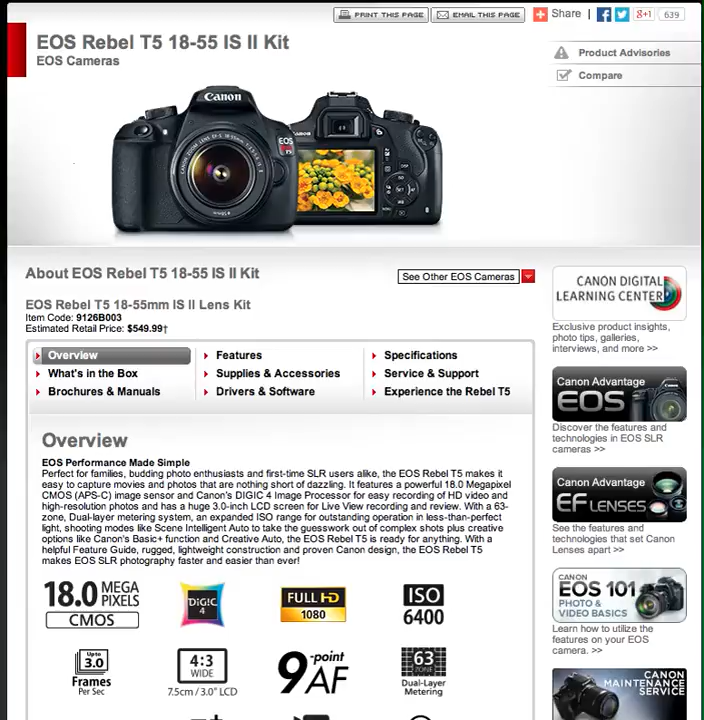 PRINT THIS PAGE
EMAIL THIS PAGE
Share |
g+1
639
EOS Rebel T5 18-55 IS II Kit
EOS Cameras
Product Advisories
Compare
Canon
EOS
About EOS Rebel T5 18-55 IS II Kit
See Other EOS Cameras
EOS Rebel T5 18-55mm IS II Lens Kit
Item Code: 9126B003
Estimated Retail Price: $549.99†
Overview
Features
Specifications
What's in the Box
Supplies & Accessories
Service & Support
Brochures & Manuals
Drivers & Software
Experience the Rebel T5
Overview
EOS Performance Made Simple
Perfect for families, budding photo enthusiasts and first-time SLR users alike, the EOS Rebel T5 makes it
easy to capture movies and photos that are nothing short of dazzling. It features a powerful 18.0 Megapixel
CMOS (APS-C) image sensor and Canon's DIGIC 4 Image Processor for easy recording of HD video and
high-resolution photos and has a huge 3.0-inch LCD screen for Live View recording and review. With a 63-
zone, Dual-layer metering system, an expanded ISO range for outstanding operation in less-than-perfect
light, shooting modes like Scene Intelligent Auto to take the guesswork out of complex shots plus creative
options like Canon's Basic+ function and Creative Auto, the EOS Rebel T5 is ready for anything. With a
helpful Feature Guide, rugged, lightweight construction and proven Canon design, the EOS Rebel T5
makes EOS SLR photography faster and easier than ever!
18.0 MEGA PIXELS
CMOS
DIGIC
4
FULL HD
1080
ISO
6400
Up to
3.0
Frames
Per Sec
4:3
WIDE
7.5cm / 3.0" LCD
9-point
AF
63
ZONE
Dual-Layer
Metering
CANON DIGITAL
LEARNING CENTER
Exclusive product insights,
photo tips, galleries,
interviews, and more >>
Canon Advantage
EOS
Discover the features and
technologies in EOS SLR
cameras >>
Canon Advantage
EF LENSES
See the features and
technologies that set Canon
Lenses apart >>
CANON
EOS 101
PHOTO &
VIDEO BASICS
Learn how to utilize the
features on your EOS
camera. >>
CANON
MAINTENANCE
SERVICE